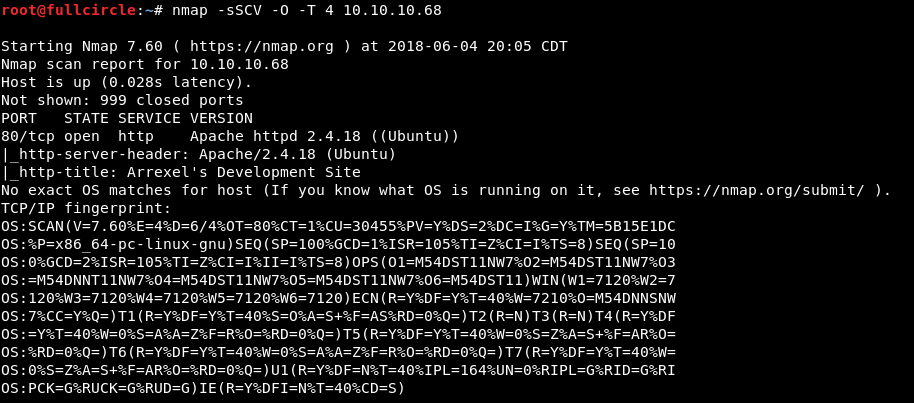 root@fullcircle:~# nmap -sSCV -O -T 4 10.10.10.68
Starting Nmap 7.60 ( https://nmap.org ) at 2018-06-04 20:05 CDT
Nmap scan report for 10.10.10.68
Host is up (0.028s latency).
Not shown: 999 closed ports
PORT   STATE SERVICE VERSION
80/tcp open  http    Apache httpd 2.4.18 ((Ubuntu))
|_http-server-header: Apache/2.4.18 (Ubuntu)
|_http-title: Arrexel's Development Site
No exact OS matches for host (If you know what OS is running on it, see https://nmap.org/submit/ ).
TCP/IP fingerprint:
OS:SCAN(V=7.60%E=4%D=6/4%OT=80%CT=1%CU=30455%PV=Y%DS=2%DC=I%G=Y%TM=5B15E1DC
OS:%P=x86_64-pc-linux-gnu)SEQ(SP=100%GCD=1%ISR=105%TI=Z%CI=I%TS=8)SEQ(SP=10
OS:0%GCD=2%ISR=105%TI=Z%CI=I%II=I%TS=8)OPS(O1=M54DST11NW7%O2=M54DST11NW7%O3
OS:=M54DNNT11NW7%O4=M54DST11NW7%O5=M54DST11NW7%O6=M54DST11)WIN(W1=7120%W2=7
OS:120%W3=7120%W4=7120%W5=7120%W6=7120)ECN(R=Y%DF=Y%T=40%W=7210%O=M54DNNSNW
OS:7%CC=Y%Q=)T1(R=Y%DF=Y%T=40%S=O%A=S+%F=AS%RD=0%Q=)T2(R=N)T3(R=N)T4(R=Y%DF
OS:=Y%T=40%W=0%S=A%A=Z%F=R%O=%RD=0%Q=)T5(R=Y%DF=Y%T=40%W=0%S=Z%A=S+%F=AR%O=
OS:%RD=0%Q=)T6(R=Y%DF=Y%T=40%W=0%S=A%A=Z%F=R%O=%RD=0%Q=)T7(R=Y%DF=Y%T=40%W=
OS:0%S=Z%A=S+%F=AR%O=%RD=0%Q=)U1(R=Y%DF=N%T=40%IPL=164%UN=0%RIPL=G%RID=G%RI
OS:PCK=G%RUCK=G%RUD=G)IE(R=Y%DFI=N%T=40%CD=S)